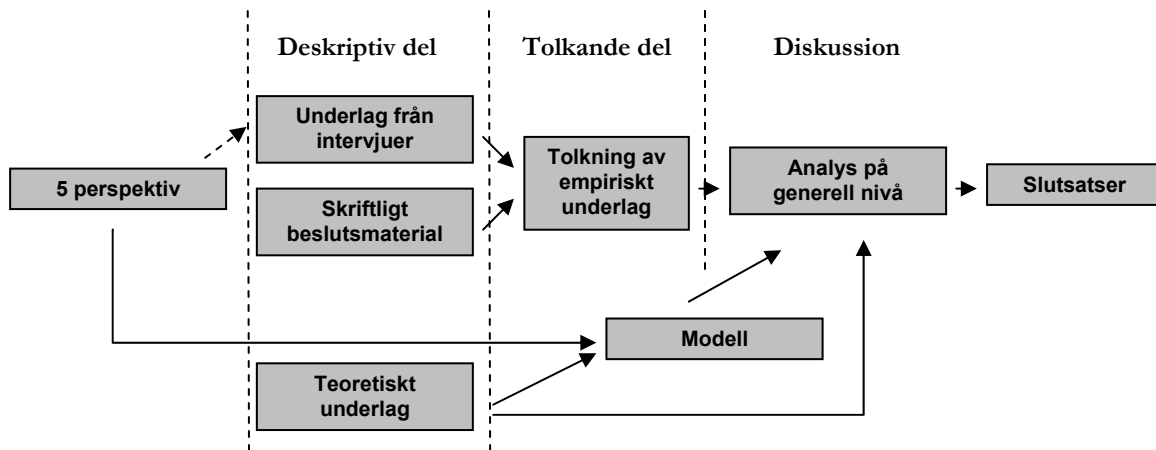 Deskriptiv del
Tolkande del
Diskussion
Underlag från
intervjuer
5 perspektiv
Skriftligt
beslutsmaterial
Tolkning av
empiriskt
underlag
Analys på
generell nivå
Slutsatser
Modell
Teoretiskt
underlag